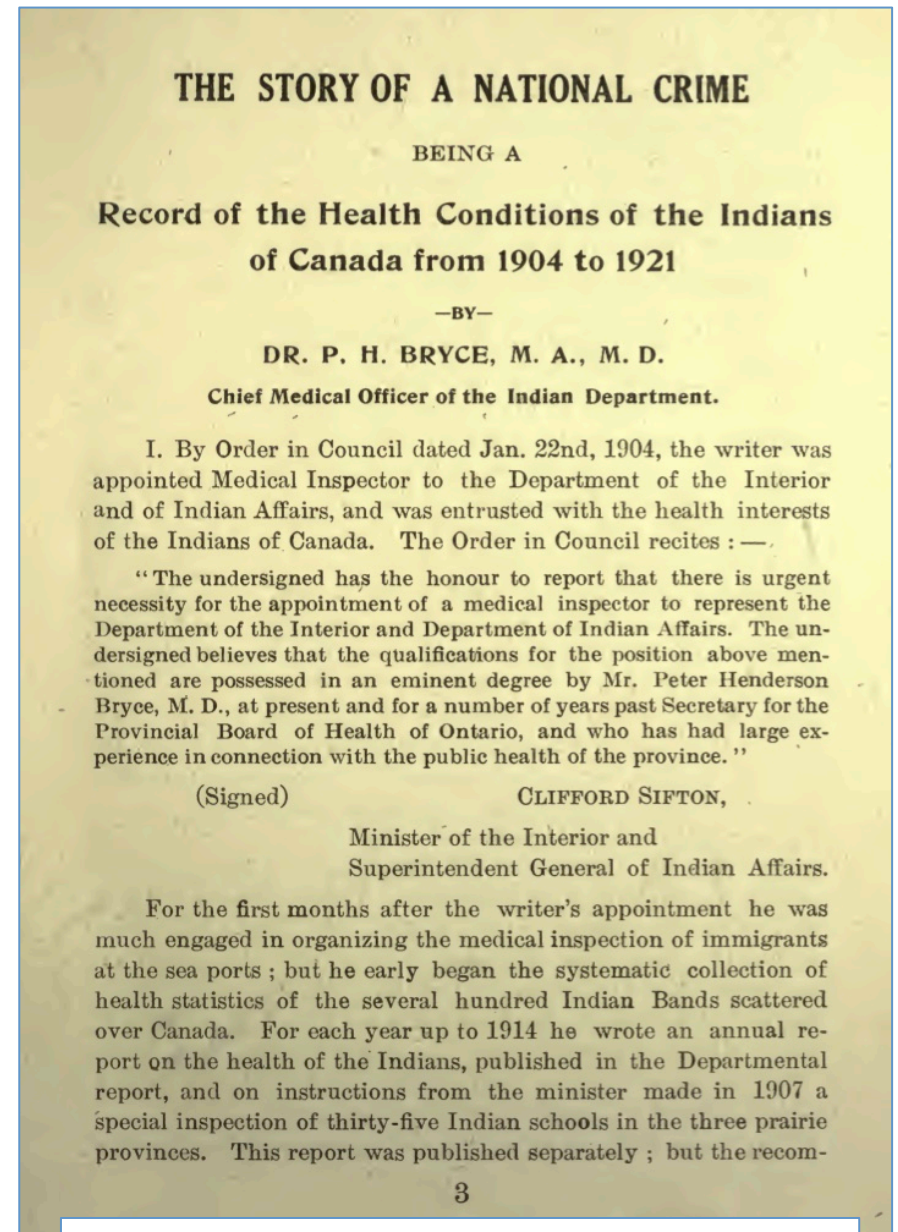 THE STORY OF A NATIONAL CRIME
BEING A
Record of the Health Conditions of the Indians
of Canada from 1904 to 1921
—BY—
DR. P. H. BRYCE, M. A., M. D.
Chief Medical Officer of the Indian Department.
I. By Order in Council dated Jan. 22nd, 1904, the writer was
appointed Medical Inspector to the Department of the Interior
and of Indian Affairs, and was entrusted with the health interests
of the Indians of Canada. The Order in Council recites : —
“ The undersigned has the honour to report that there is urgent
necessity for the appointment of a medical inspector to represent the
Department of the Interior and Department of Indian Affairs. The un-
dersigned believes that the qualifications for the position above men-
tioned are possessed in an eminent degree by Mr. Peter Henderson
Bryce, M. D., at present and for a number of years past Secretary for the
Provincial Board of Health of Ontario, and who has had large ex-
perience in connection with the public health of the province. ”
(Signed) CLIFFORD SIFTON,
Minister of the Interior and
Superintendent General of Indian Affairs.
For the first months after the writer’s appointment he was
much engaged in organizing the medical inspection of immigrants
at the sea ports ; but he early began the systematic collection of
health statistics of the several hundred Indian Bands scattered
over Canada. For each year up to 1914 he wrote an annual re-
port on the health of the Indians, published in the Departmental
report, and on instructions from the minister made in 1907 a
special inspection of thirty-five Indian schools in the three prairie
provinces. This report was published separately ; but the recom-
3